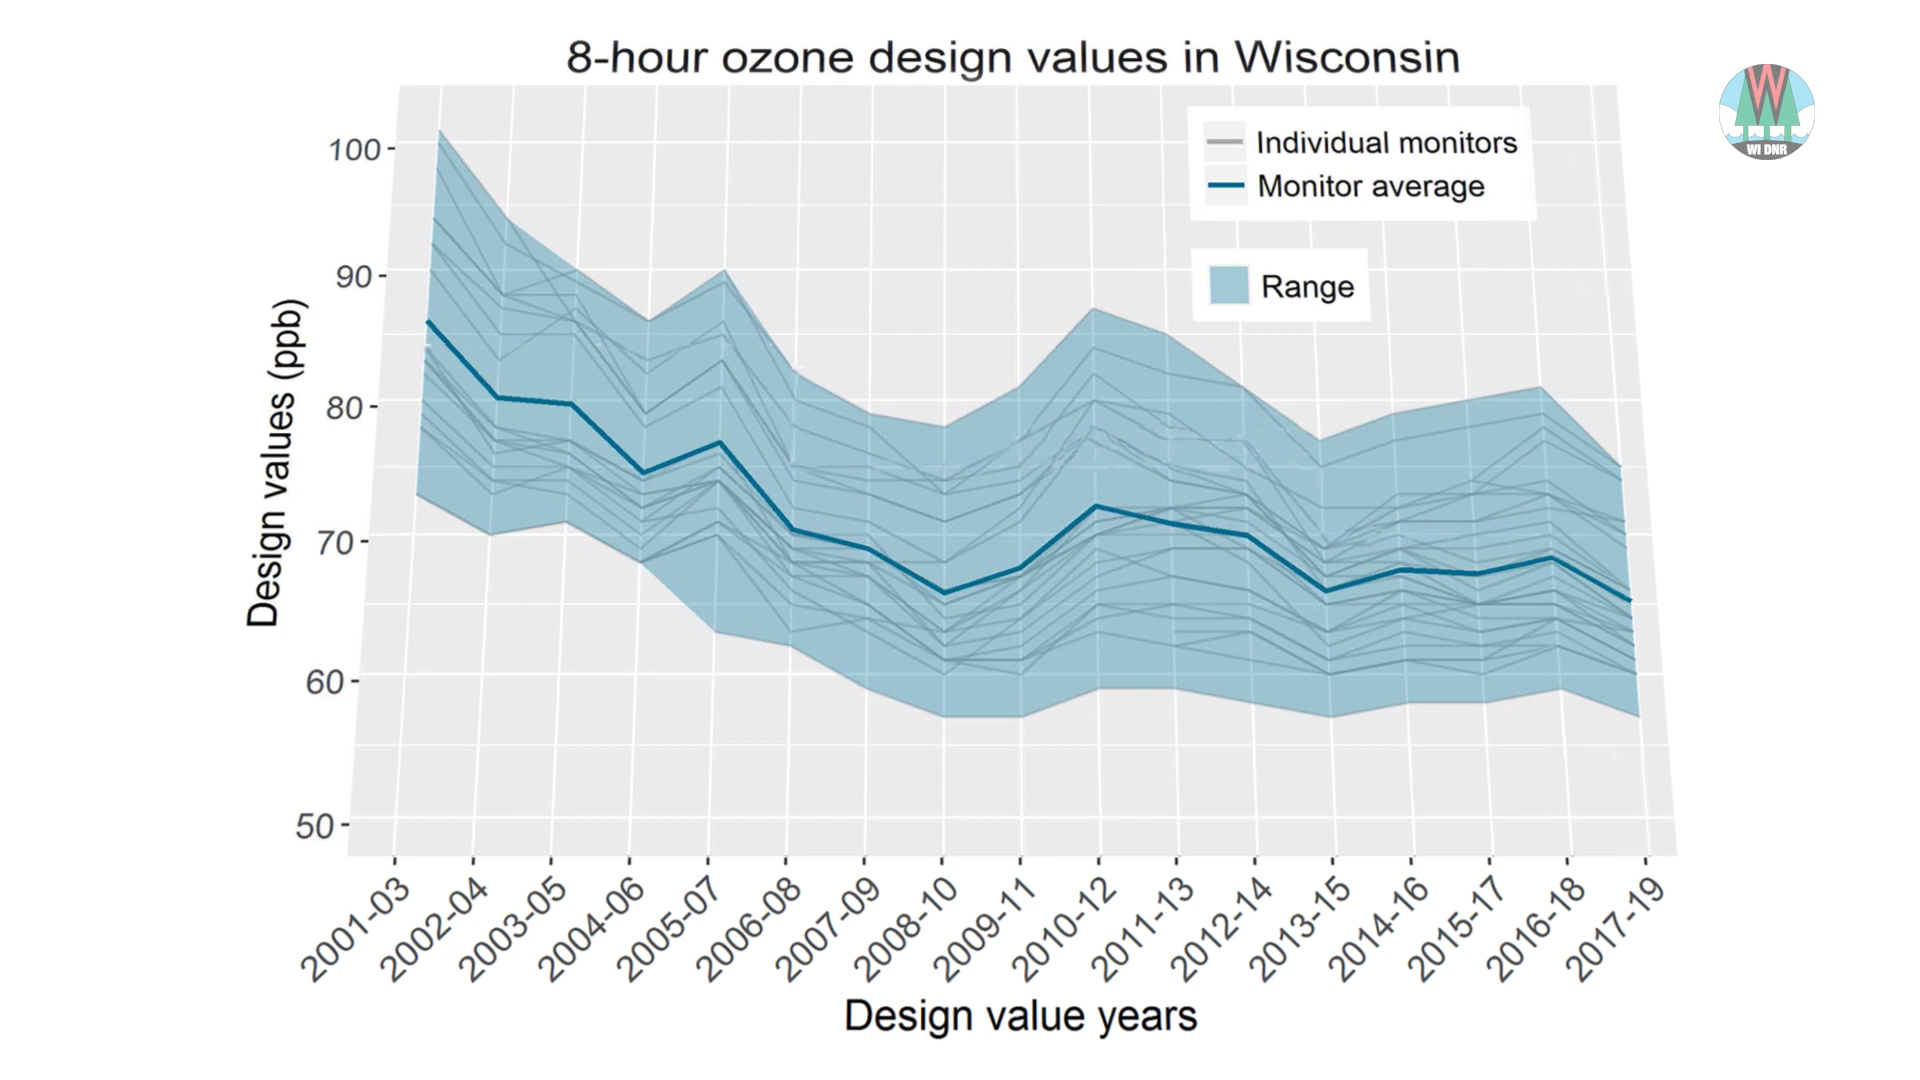 8-hour ozone design values in Wisconsin
W
WI DNR
Individual monitors
Monitor average
Range
Design values (ppb)
100
90
80
70
60
50
2001-03
2002-04
2003-05
2004-06
2005-07
2006-08
2007-09
2008-10
2009-11
2010-12
2011-13
2012-14
2013-15
2014-16
2015-17
2016-18
2017-19
Design value years